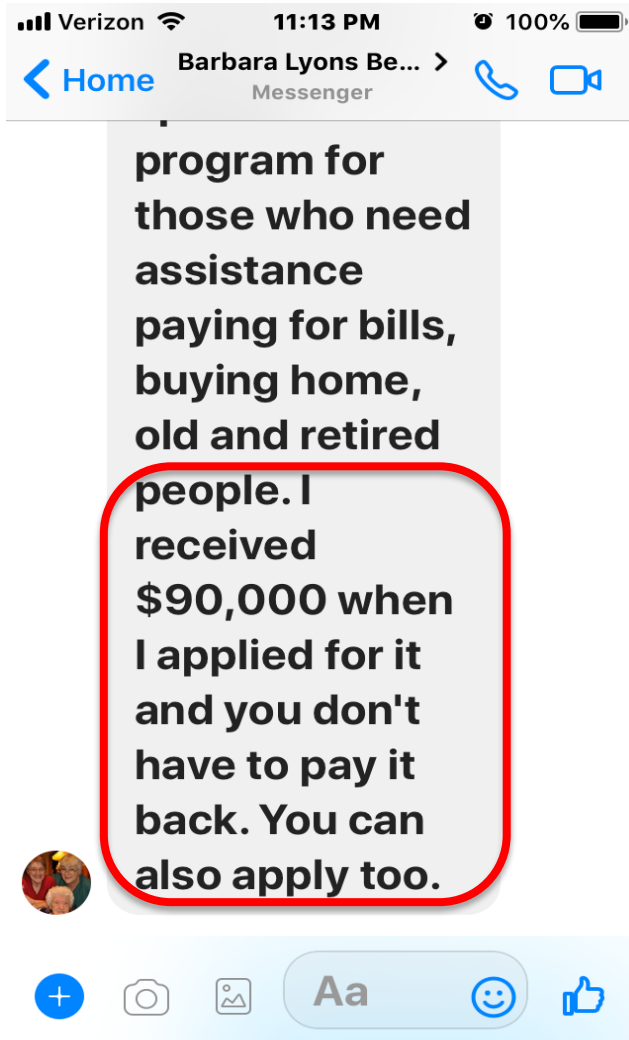 Verizon 11:13 PM 100%
Home Barbara Lyons Be... >
Messenger
program for
those who need
assistance
paying for bills,
buying home,
old and retired
people. I
received
$90,000 when
I applied for it
and you don't
have to pay it
back. You can
also apply too.
Aa